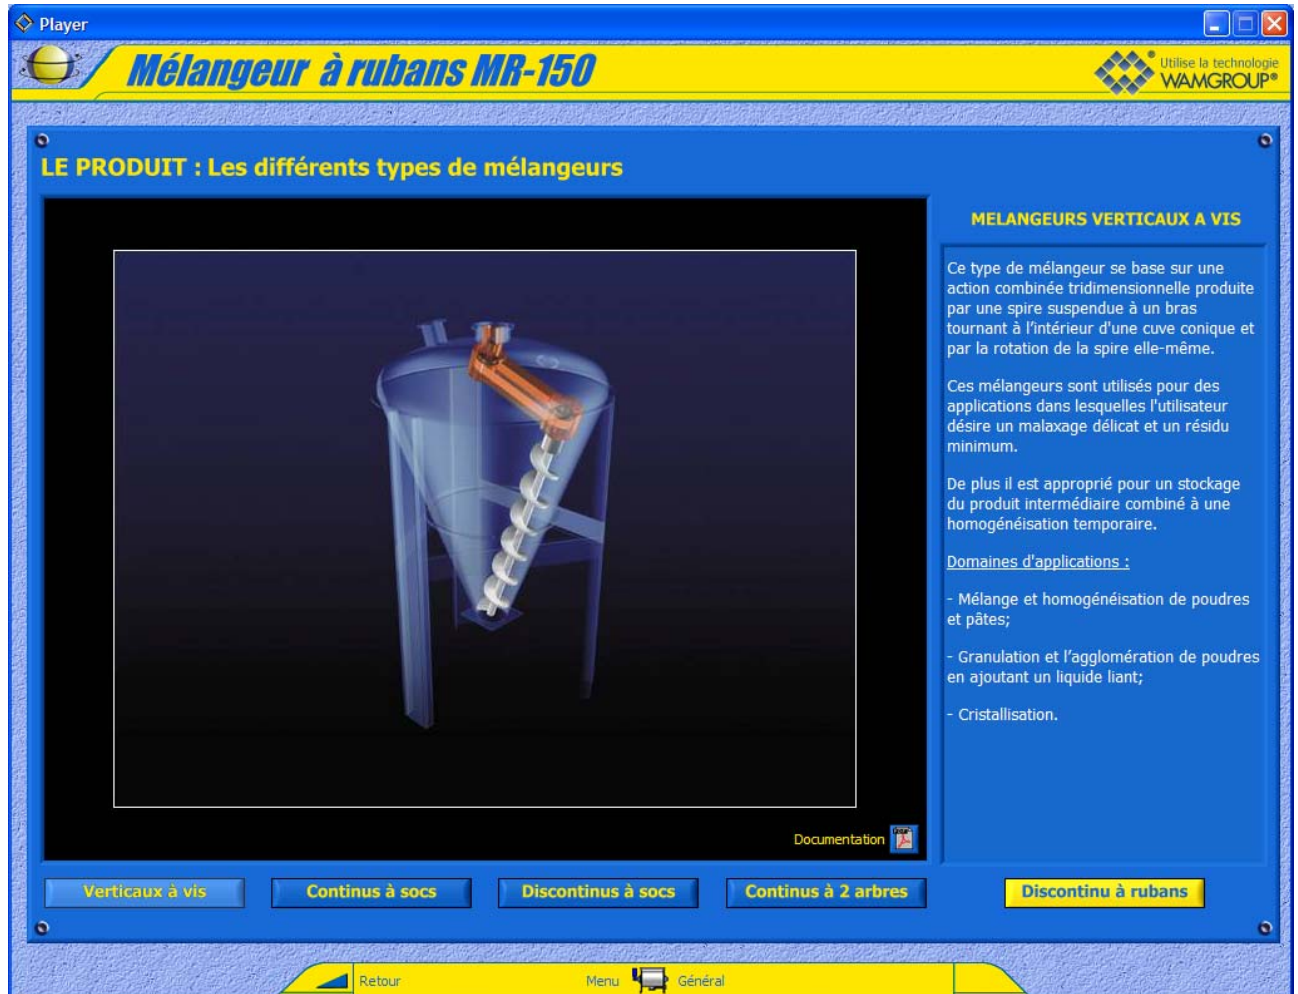 Player
Mélangeur à rubans MR-150
Utilise la technologie
WAMGROUP®
LE PRODUIT : Les différents types de mélangeurs
MELANGEURS VERTICAUX A VIS
Ce type de mélangeur se base sur une
action combinée tridimensionnelle produite
par une spire suspendue à un bras
tournant à l'intérieur d'une cuve conique et
par la rotation de la spire elle-même.
Ces mélangeurs sont utilisés pour des
applications dans lesquelles l'utilisateur
désire un malaxage délicat et un résidu
minimum.
De plus il est approprié pour un stockage
du produit intermédiaire combiné à une
homogénéisation temporaire.
Domaines d'applications :
- Mélange et homogénéisation de poudres
et pâtes;
- Granulation et l'agglomération de poudres
en ajoutant un liquide liant;
- Cristallisation.
Documentation
Verticaux à vis
Continus à socs
Discontinus à socs
Continus à 2 arbres
Discontinu à rubans
Retour
Menu Général